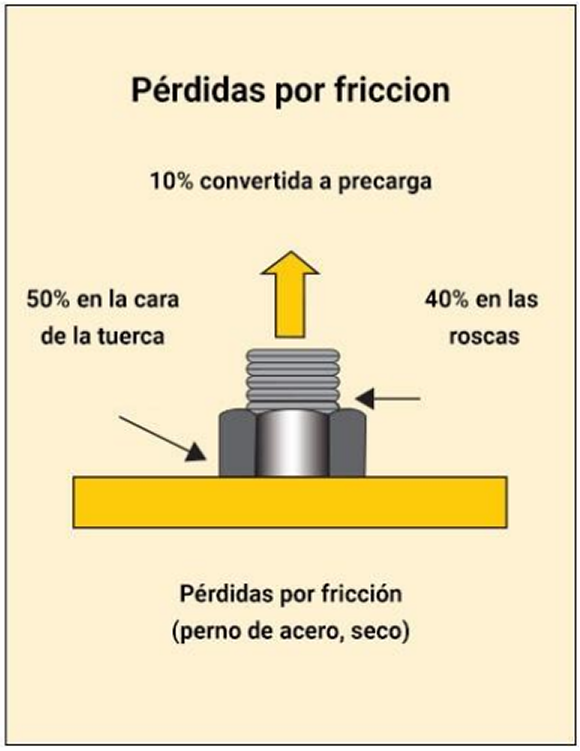 Pérdidas por friccion
10% convertida a precarga
50% en la cara
de la tuerca
40% en las
roscas
Pérdidas por fricción
(perno de acero, seco)